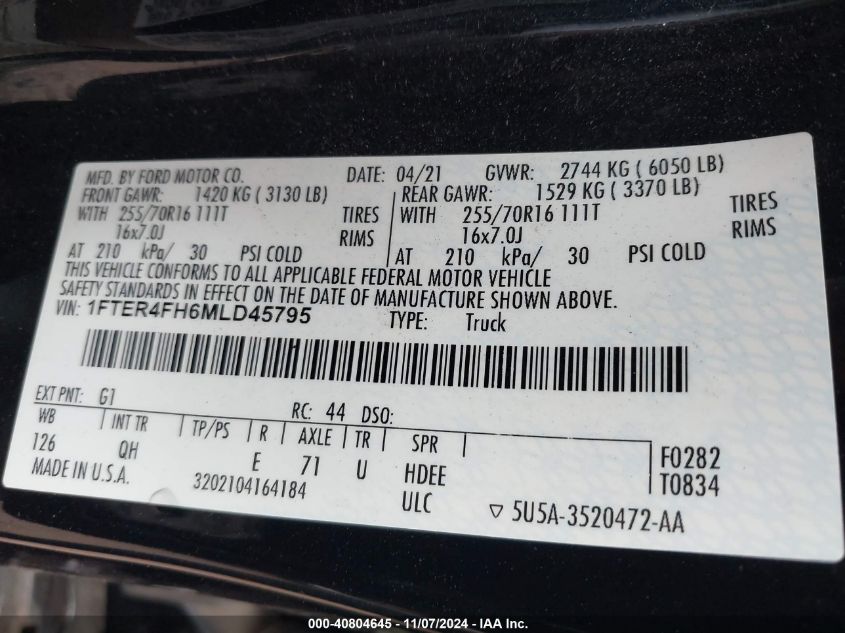 MFD. BY FORD MOTOR CO. DATE: 04/21 GVWR: 2744 KG ( 6050 LB)
FRONT GAWR: 1420 KG ( 3130 LB) REAR GAWR: 1529 KG ( 3370 LB)
WITH 255/70R16 111T TIRES WITH 255/70R16 111T TIRES
16x7.0J RIMS 16x7.0J RIMS
AT 210 kPa/ 30 PSI COLD AT 210 kPa/ 30 PSI COLD
THIS VEHICLE CONFORMS TO ALL APPLICABLE FEDERAL MOTOR VEHICLE
SAFETY STANDARDS IN EFFECT ON THE DATE OF MANUFACTURE SHOWN ABOVE.
VIN: 1FTER4FH6MLD45795 TYPE: Truck
EXT PNT: G1 RC: 44 DSO:
WB INT TR TP/PS R AXLE TR SPR
126 QH E 71 U HDEE F0282
MADE IN U.S.A. 3202104164184 ULC T0834
5U5A-3520472-AA
000-40804645 - 11/07/2024 - IAA Inc.